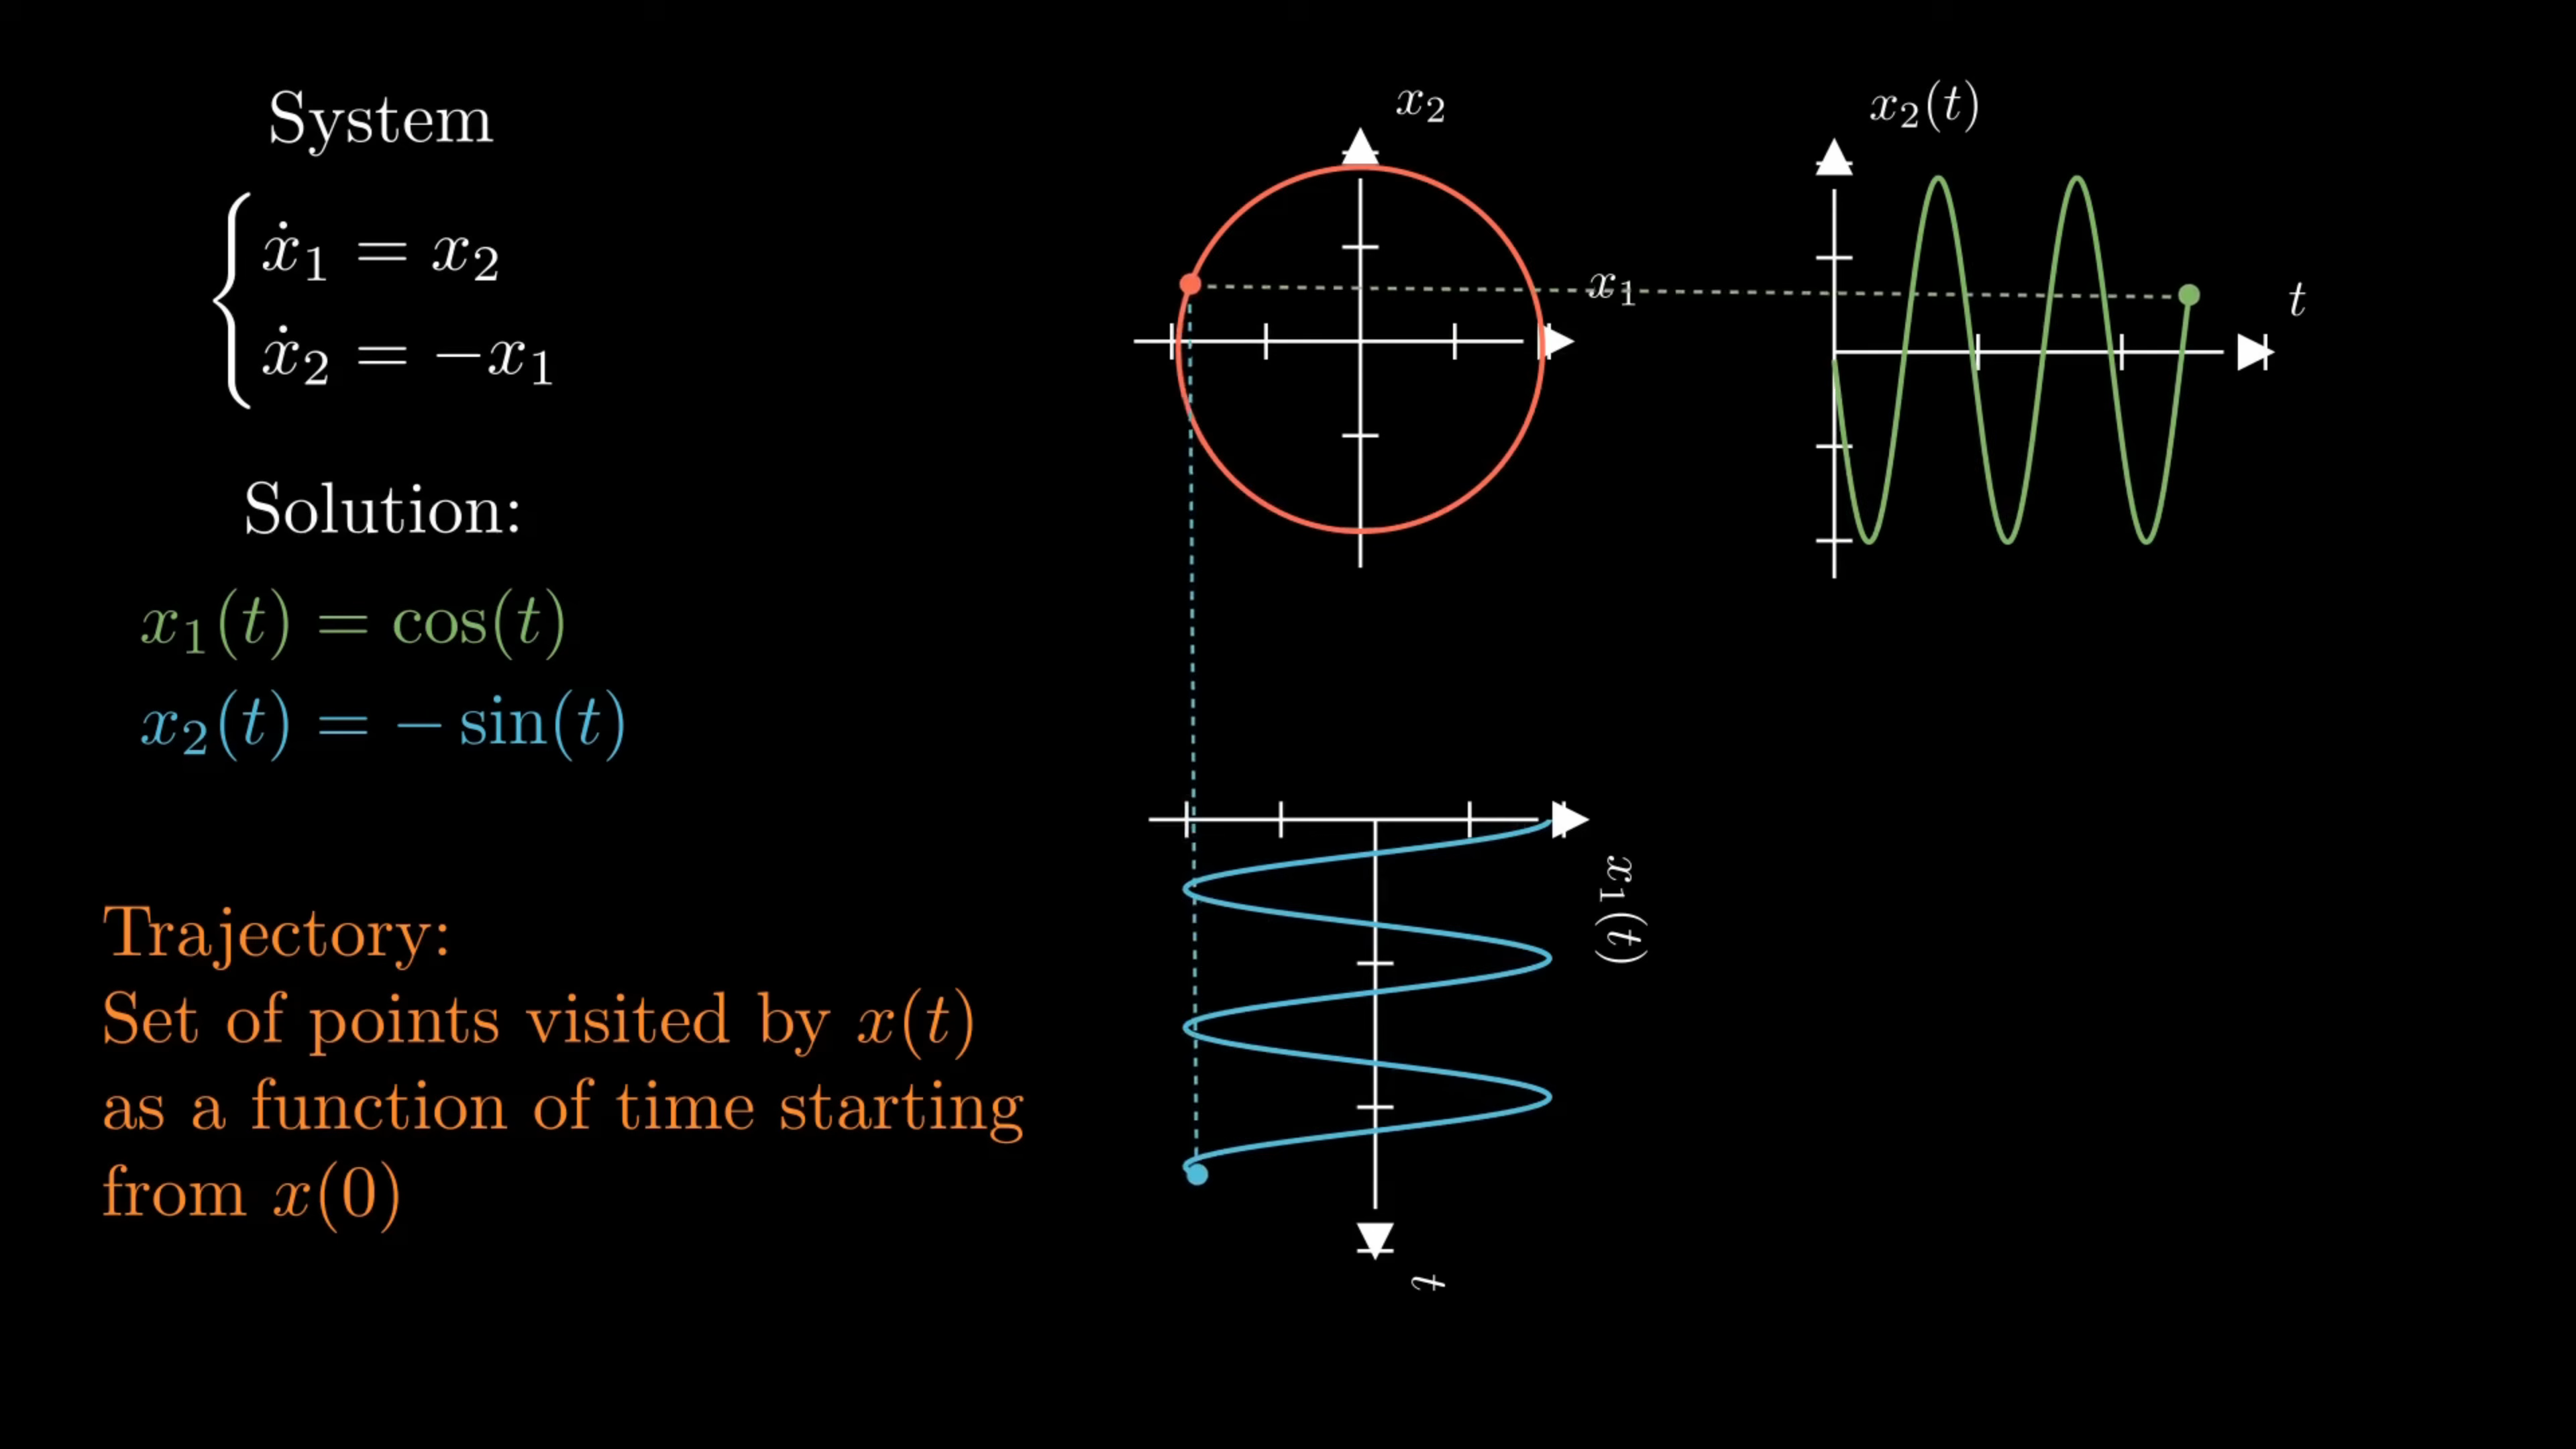 System
ẋ₁ = x₂
ẋ₂ = −x₁
Solution:
x₁(t) = cos(t)
x₂(t) = − sin(t)
Trajectory:
Set of points visited by x(t)
as a function of time starting
from x(0)
x₂
x₁
x₂(t)
t
x₁(t)
t